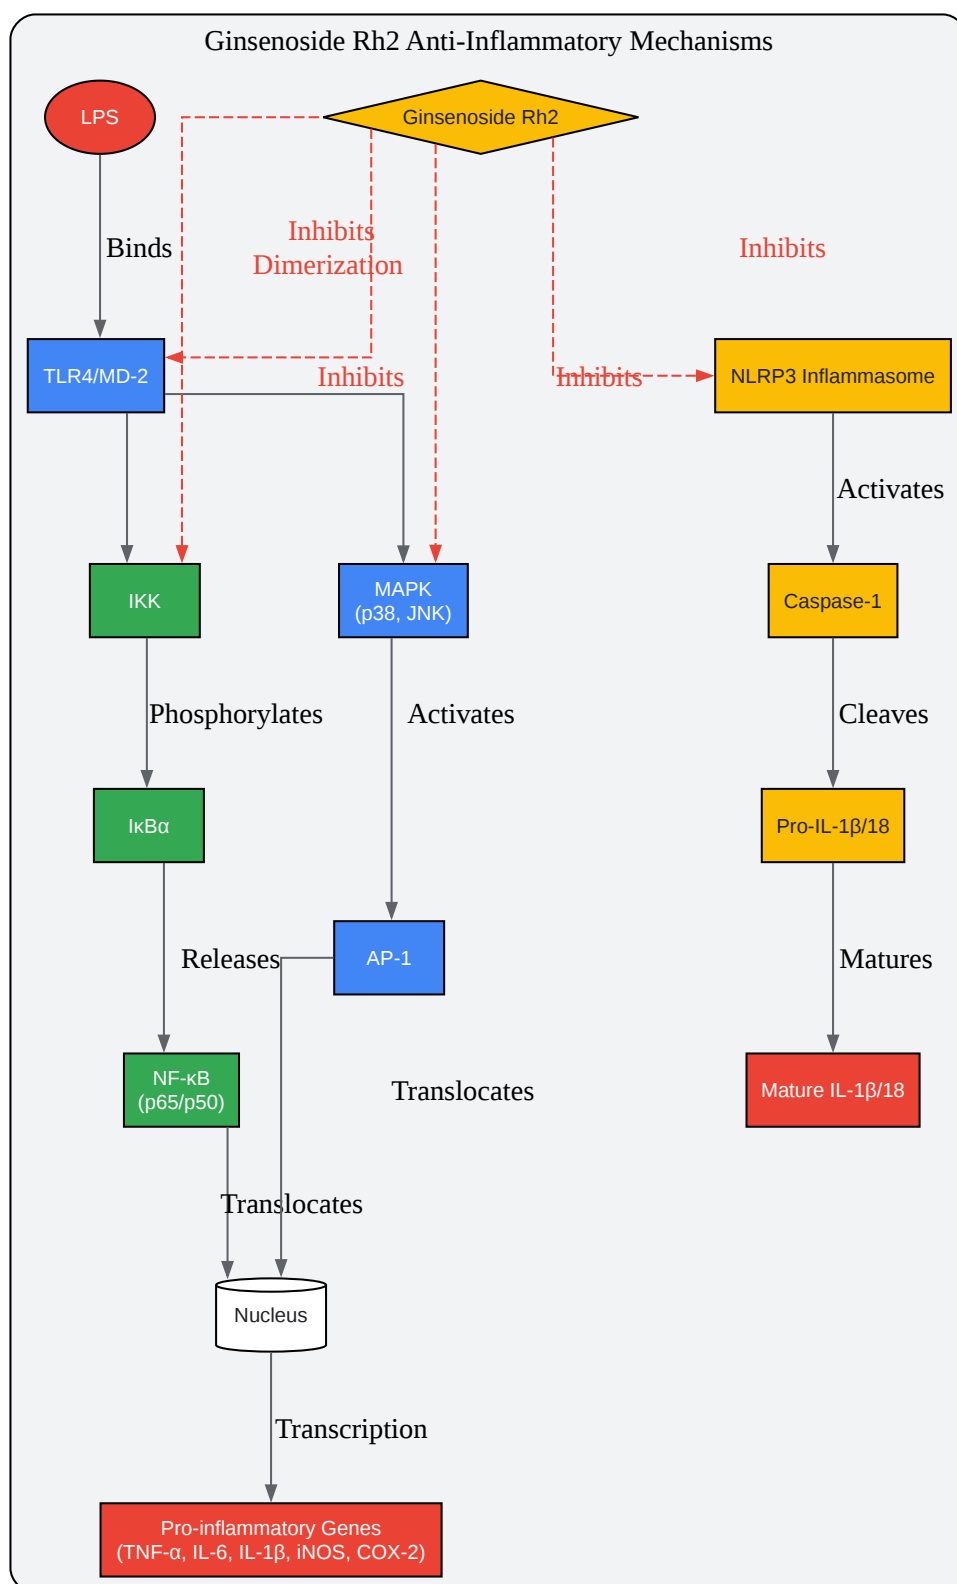 Ginsenoside Rh2 Anti-Inflammatory Mechanisms
LPS
Ginsenoside Rh2
Binds
Inhibits
Dimerization
Inhibits
TLR4/MD-2
Inhibits
Inhibits
NLRP3 Inflammasome
Activates
IKK
MAPK
(p38, JNK)
Caspase-1
Phosphorylates
Activates
Cleaves
IκBα
Pro-IL-1β/18
Releases
AP-1
Matures
NF-κB
(p65/p50)
Translocates
Mature IL-1β/18
Translocates
Nucleus
Transcription
Pro-inflammatory Genes
(TNF-α, IL-6, IL-1β, iNOS, COX-2)